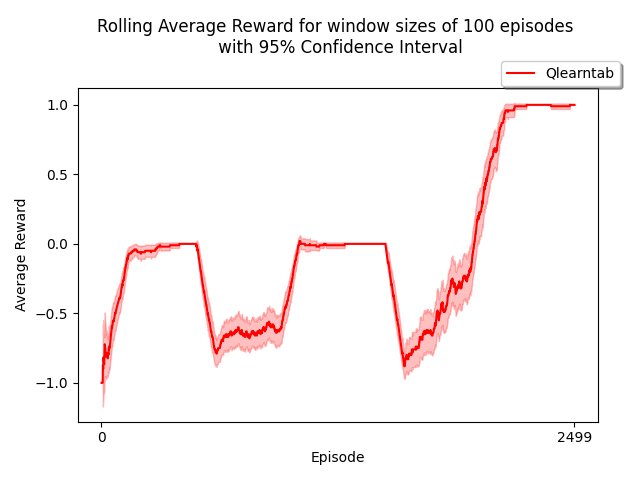 Rolling Average Reward for window sizes of 100 episodes
with 95% Confidence Interval
Qlearntab
1.0
0.5
0.0
−0.5
−1.0
Average Reward
0
2499
Episode